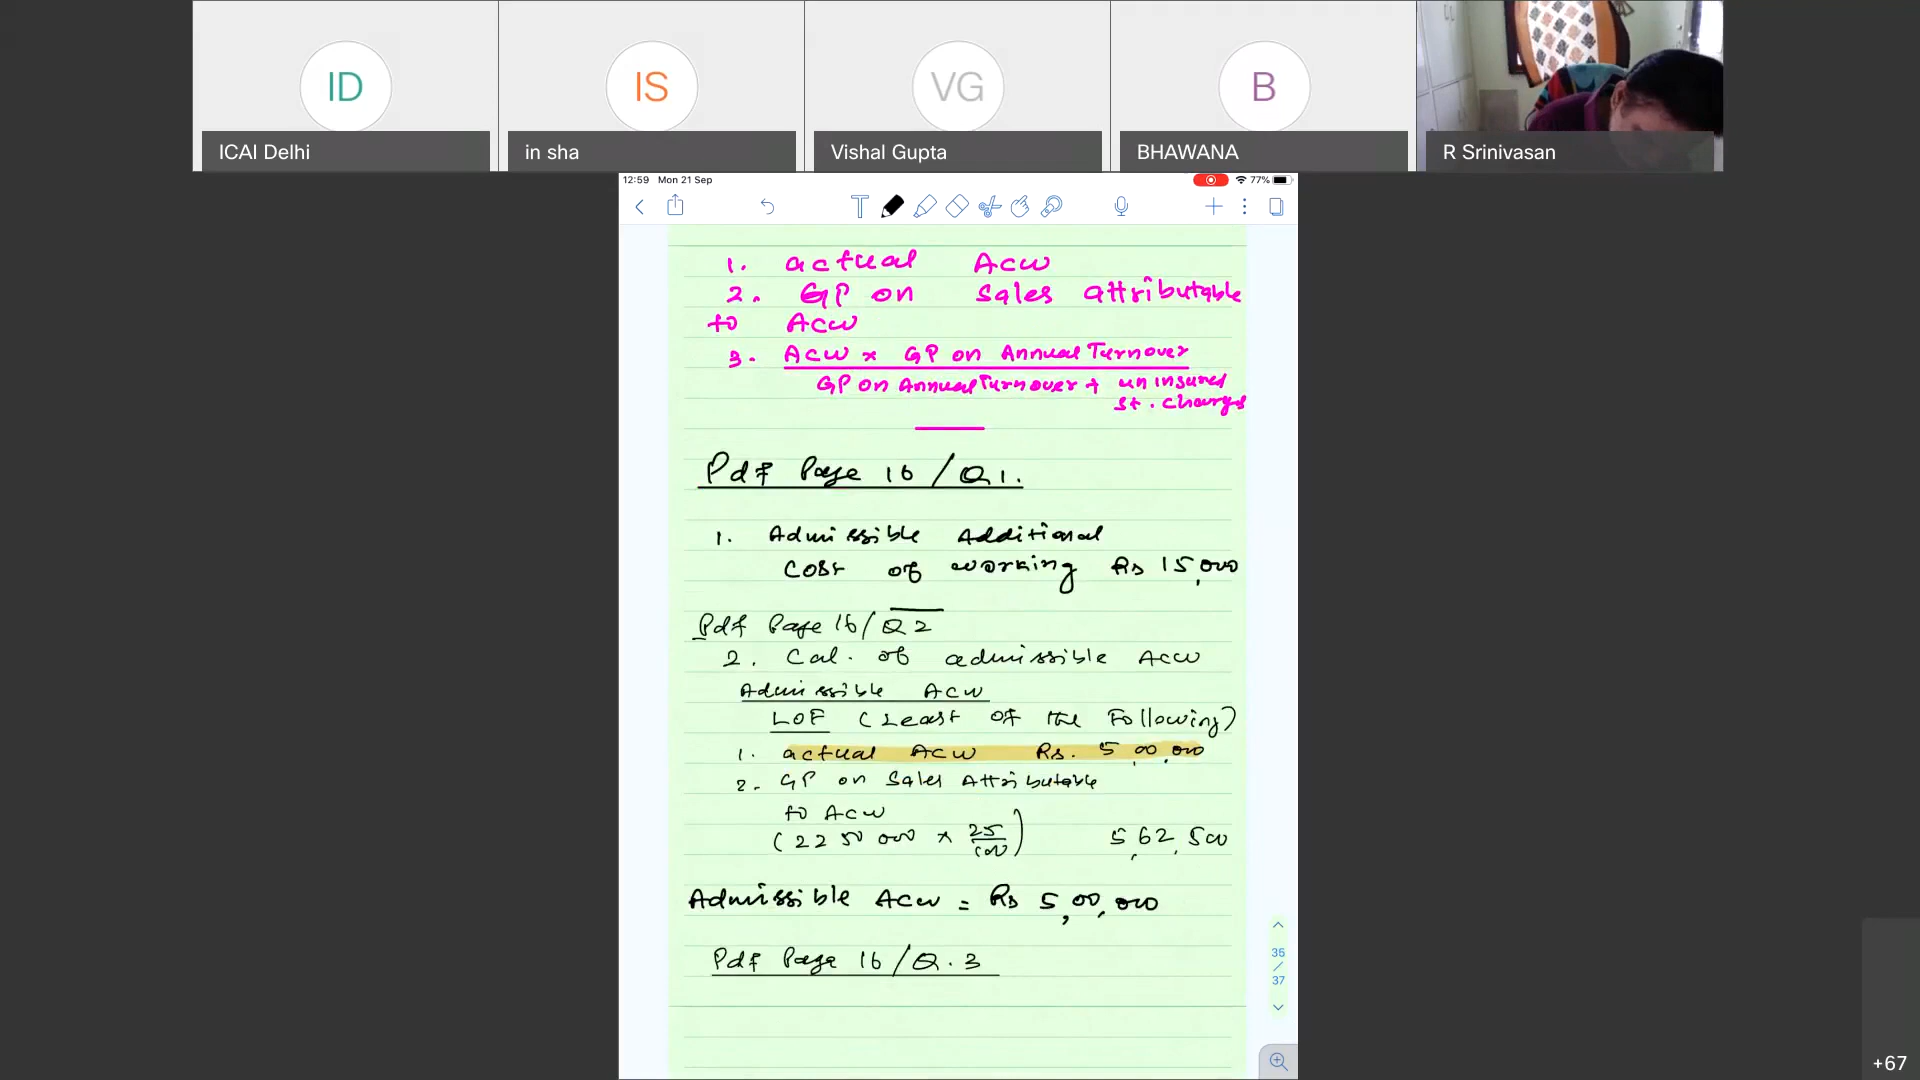 ID
IS
VG
B
ICAI Delhi
in sha
Vishal Gupta
BHAWANA
R Srinivasan
12:59 Mon 21 Sep
77%
T
1. actual ACW
2. GP on Sales attributable
to ACW
3. ACW x GP on Annual Turnover
GP on Annual Turnover + uninsured
st. charges
Pdf Page 16/Q1.
1. Admissible Additional
cost of working Rs 15,000
Pdf Page 16/Q2
2. Cal. of admissible ACW
Admissible ACW
LOF (Least of the Following)
1. actual ACW Rs. 5,00,000
2. GP on Sales Attributable
to ACW
(22 50 000 x 25/100) 5,62,500
Admissible ACW = Rs 5,00,000
Pdf Page 16/Q.3
35
/
37
+67